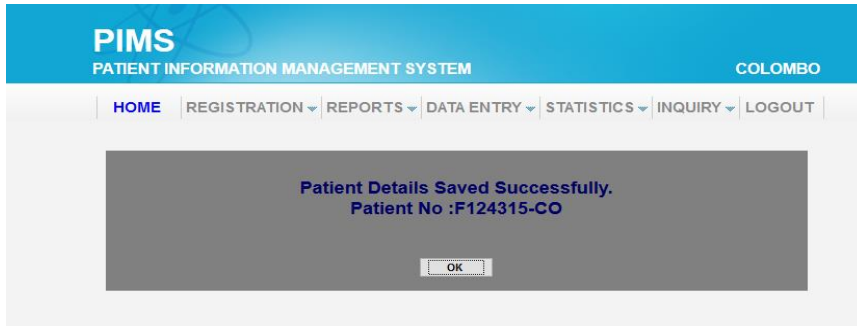 PIMS
PATIENT INFORMATION MANAGEMENT SYSTEM COLOMBO
HOME REGISTRATION REPORTS DATA ENTRY STATISTICS INQUIRY LOGOUT
Patient Details Saved Successfully.
Patient No :F124315-CO
OK